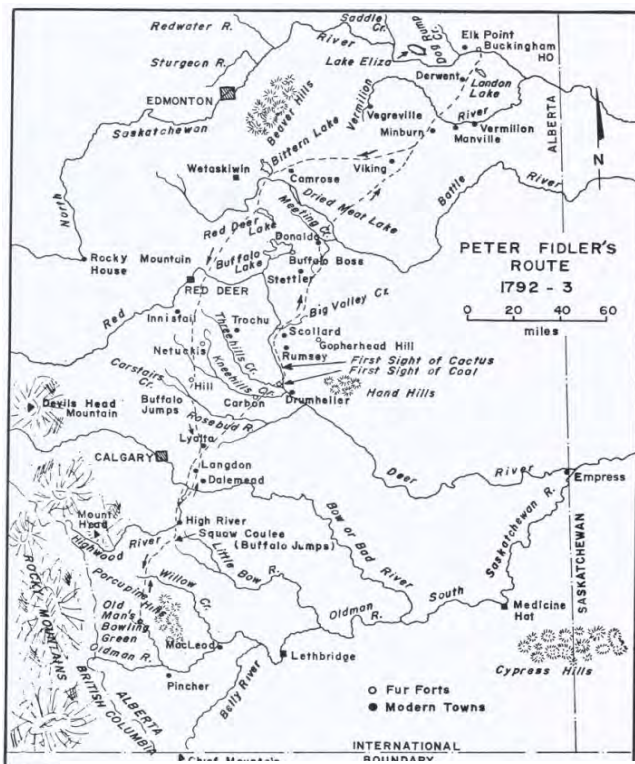 Redwater R.
Saddle Cr.
River
Dog Rump Cr.
Elk Point
Buckingham HO
Sturgeon R.
Lake Eliza
Derwent
Landon Lake
EDMONTON
Beaver Hills
Vermilion
River
Vegreville
Saskatchewan
Minburn
Vermilion
Manville
ALBERTA
N
Bittern Lake
Viking
Wetaskiwin
Camrose
North
Dried Meat Lake
Meeting Cr.
Battle River
Red Deer Lake
Donalda
Rocky Mountain House
Buffalo Lake
Buffalo Boss
Stettler
RED DEER
PETER FIDLER'S
ROUTE
1792 - 3
0 20 40 60
miles
Red
Innisfail
Trochu
Big Valley Cr.
Scollard
Gopherhead Hill
Rumsey
Netuckis
Threehills Cr.
Kneehills Cr.
First Sight of Cactus
First Sight of Coal
Carstairs Cr.
Hill
Carbon
Drumheller
Hand Hills
Devils Head Mountain
Buffalo Jumps
Rosebud R.
Lyalta
CALGARY
Deer River
Empress
Langdon
Dalemead
Mount Head
Bow or Bad River
Saskatchewan R.
High River
Highwood River
Squaw Coulee
(Buffalo Jumps)
Little Bow R.
SASKATCHEWAN
ROCKY MOUNTAINS
Porcupine Hills
Willow Cr.
South
Oldman R.
Old Man's Bowling Green
Medicine Hat
Oldman R.
MacLeod
Lethbridge
Cypress Hills
BRITISH COLUMBIA
ALBERTA
Pincher
Belly River
Fur Forts
Modern Towns
Chief Mountain
INTERNATIONAL
BOUNDARY